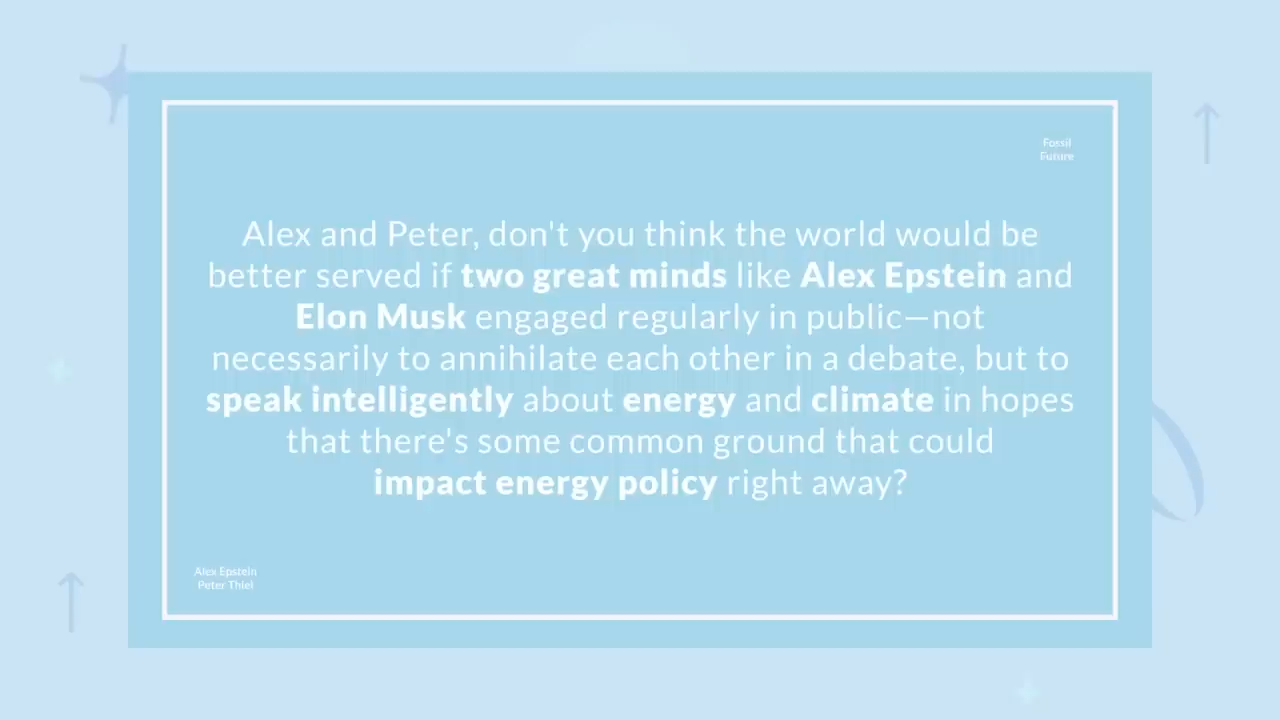 Fossil
Future
Alex and Peter, don't you think the world would be
better served if two great minds like Alex Epstein and
Elon Musk engaged regularly in public—not
necessarily to annihilate each other in a debate, but to
speak intelligently about energy and climate in hopes
that there's some common ground that could
impact energy policy right away?
Alex Epstein
Peter Thiel